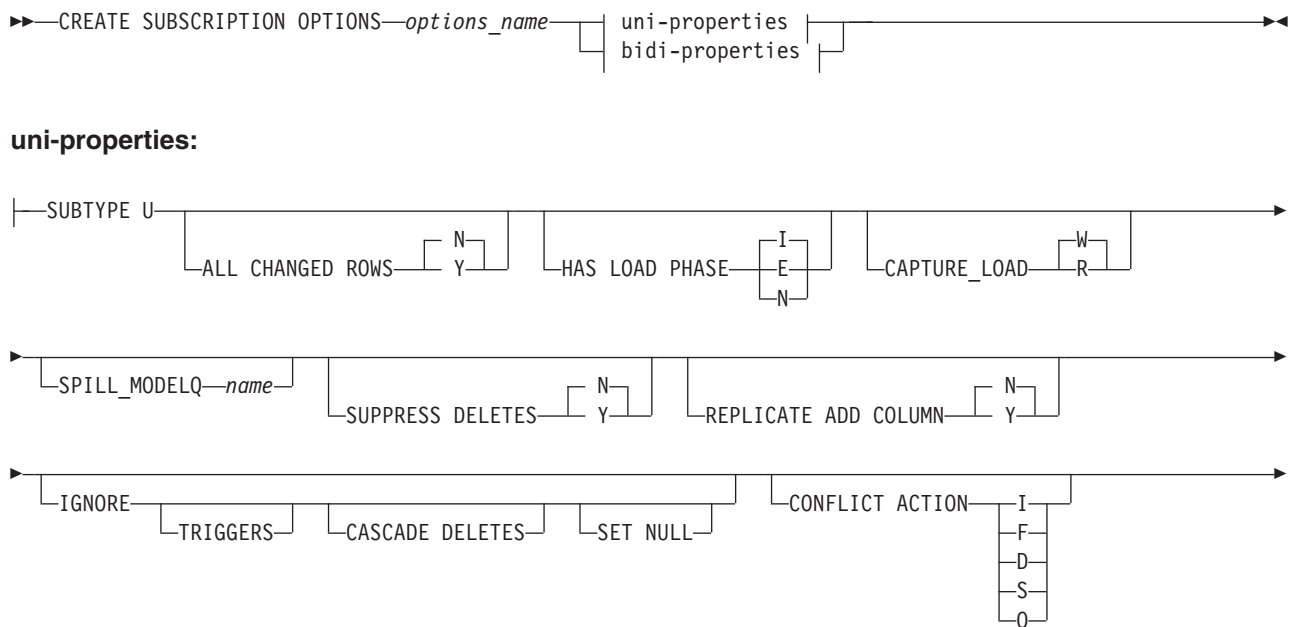 CREATE SUBSCRIPTION OPTIONS options_name uni-properties
bidi-properties
uni-properties:
SUBTYPE U
ALL CHANGED ROWS N
Y
HAS LOAD PHASE I
E
N
CAPTURE_LOAD W
R
SPILL_MODELQ name
SUPPRESS DELETES N
Y
REPLICATE ADD COLUMN N
Y
IGNORE
TRIGGERS
CASCADE DELETES
SET NULL
CONFLICT ACTION I
F
D
S
Q